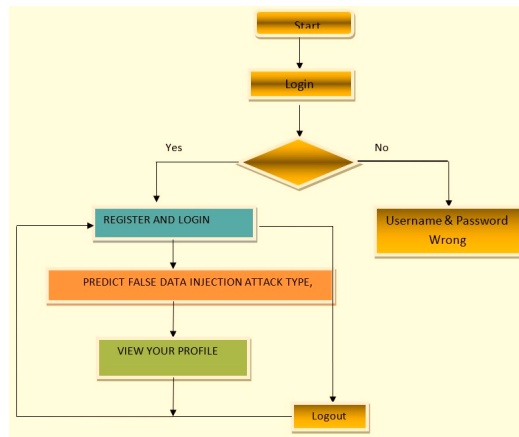 Start
Login
Yes
No
REGISTER AND LOGIN
Username & Password
Wrong
PREDICT FALSE DATA INJECTION ATTACK TYPE,
VIEW YOUR PROFILE
Logout